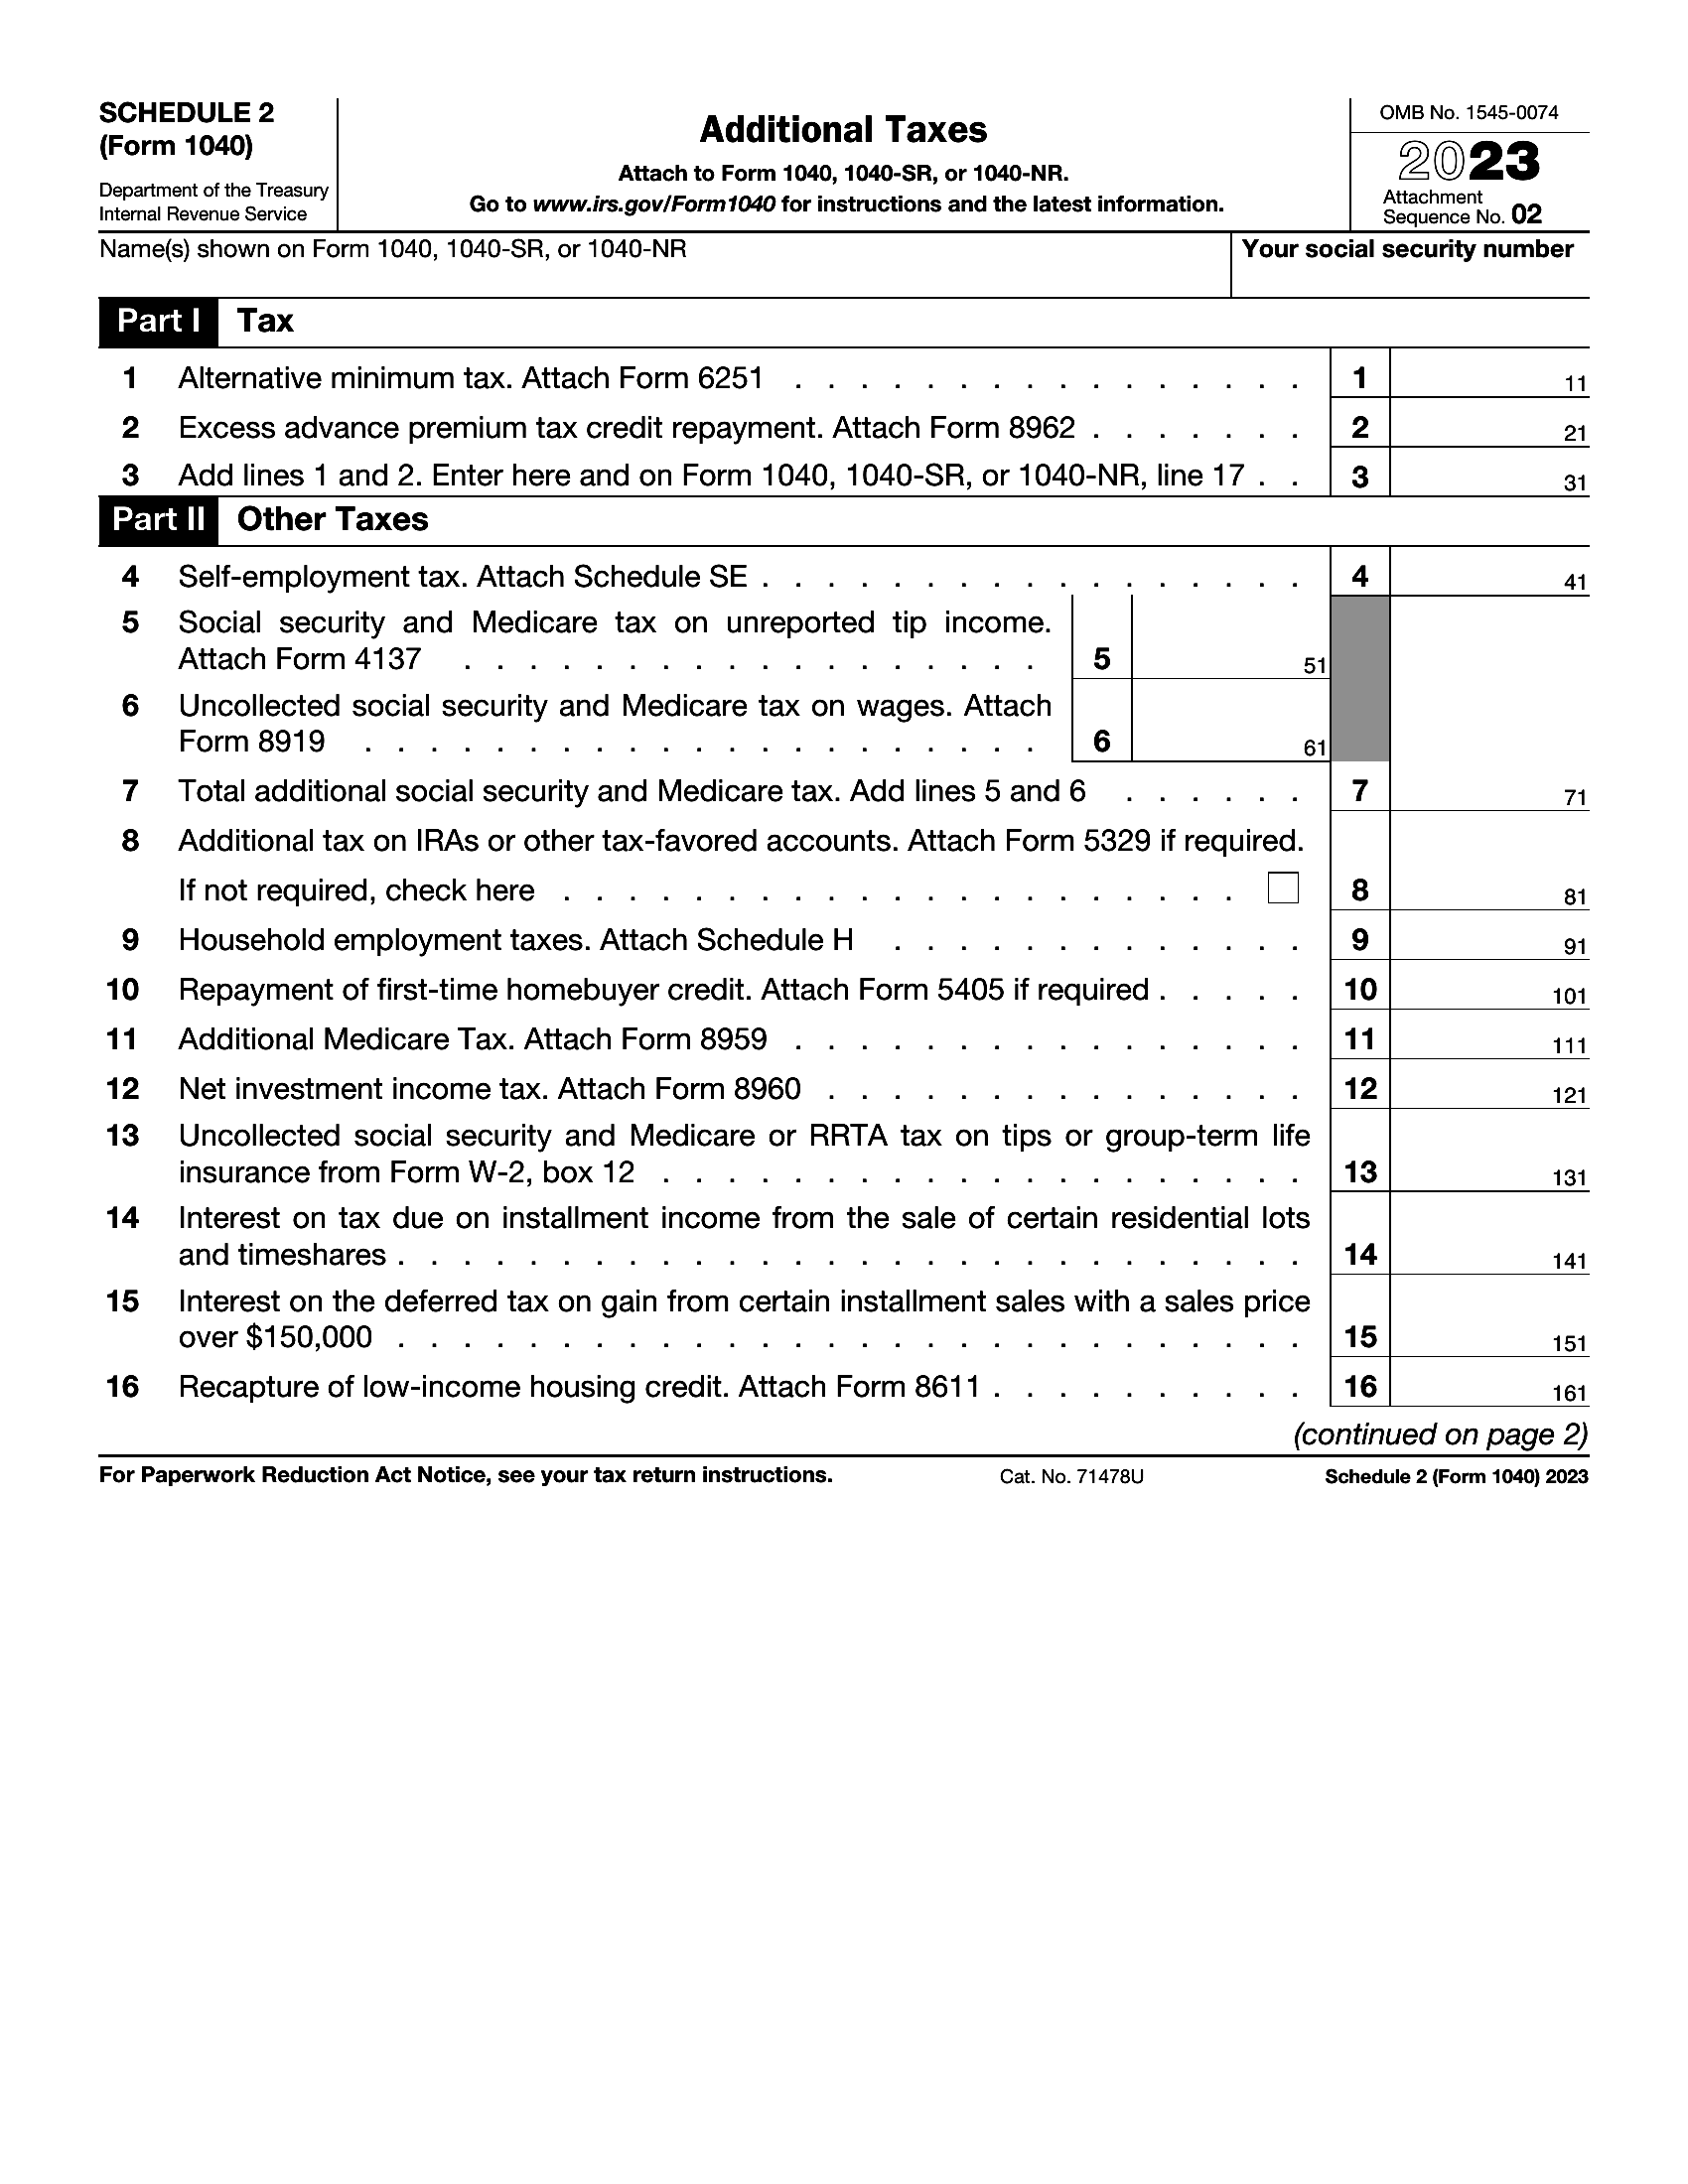 SCHEDULE 2
(Form 1040)
Department of the Treasury
Internal Revenue Service
Additional Taxes
Attach to Form 1040, 1040-SR, or 1040-NR.
Go to www.irs.gov/Form1040 for instructions and the latest information.
OMB No. 1545-0074
2023
Attachment
Sequence No. 02
Name(s) shown on Form 1040, 1040-SR, or 1040-NR
Your social security number
Part I Tax
1 Alternative minimum tax. Attach Form 6251 . . . . . . . . . . . . . . . . 1 11
2 Excess advance premium tax credit repayment. Attach Form 8962 . . . . . . . 2 21
3 Add lines 1 and 2. Enter here and on Form 1040, 1040-SR, or 1040-NR, line 17 . . 3 31
Part II Other Taxes
4 Self-employment tax. Attach Schedule SE . . . . . . . . . . . . . . . . . 4 41
5 Social security and Medicare tax on unreported tip income.
Attach Form 4137 . . . . . . . . . . . . . . . . . . 5 51
6 Uncollected social security and Medicare tax on wages. Attach
Form 8919 . . . . . . . . . . . . . . . . . . . . . 6 61
7 Total additional social security and Medicare tax. Add lines 5 and 6 . . . . . . 7 71
8 Additional tax on IRAs or other tax-favored accounts. Attach Form 5329 if required.
If not required, check here . . . . . . . . . . . . . . . . . . . . . 8 81
9 Household employment taxes. Attach Schedule H . . . . . . . . . . . . . 9 91
10 Repayment of first-time homebuyer credit. Attach Form 5405 if required . . . . . 10 101
11 Additional Medicare Tax. Attach Form 8959 . . . . . . . . . . . . . . . . 11 111
12 Net investment income tax. Attach Form 8960 . . . . . . . . . . . . . . . 12 121
13 Uncollected social security and Medicare or RRTA tax on tips or group-term life
insurance from Form W-2, box 12 . . . . . . . . . . . . . . . . . . . . 13 131
14 Interest on tax due on installment income from the sale of certain residential lots
and timeshares . . . . . . . . . . . . . . . . . . . . . . . . . . . . 14 141
15 Interest on the deferred tax on gain from certain installment sales with a sales price
over $150,000 . . . . . . . . . . . . . . . . . . . . . . . . . . . . 15 151
16 Recapture of low-income housing credit. Attach Form 8611 . . . . . . . . . . 16 161
(continued on page 2)
For Paperwork Reduction Act Notice, see your tax return instructions. Cat. No. 71478U Schedule 2 (Form 1040) 2023